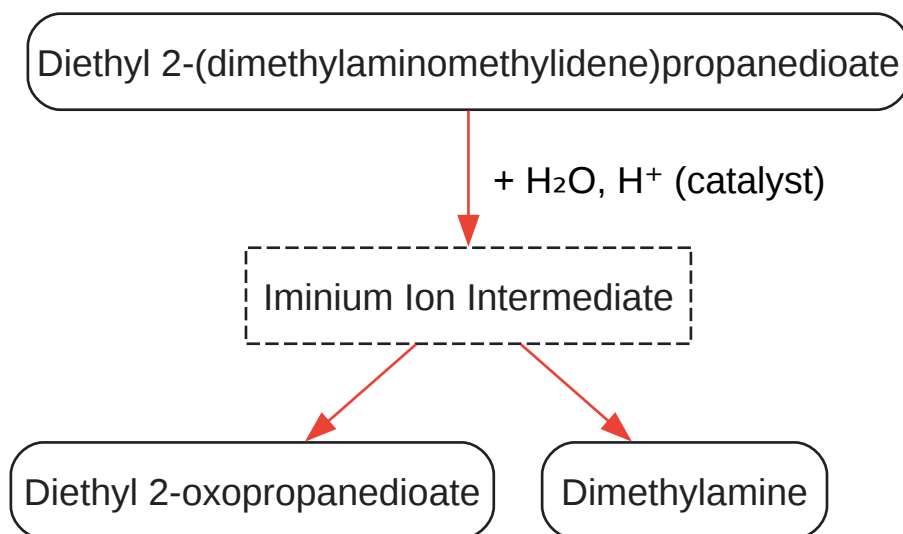 Diethyl 2-(dimethylaminomethylidene)propanedioate
+ H₂O, H⁺ (catalyst)
Iminium Ion Intermediate
Diethyl 2-oxopropanedioate
Dimethylamine